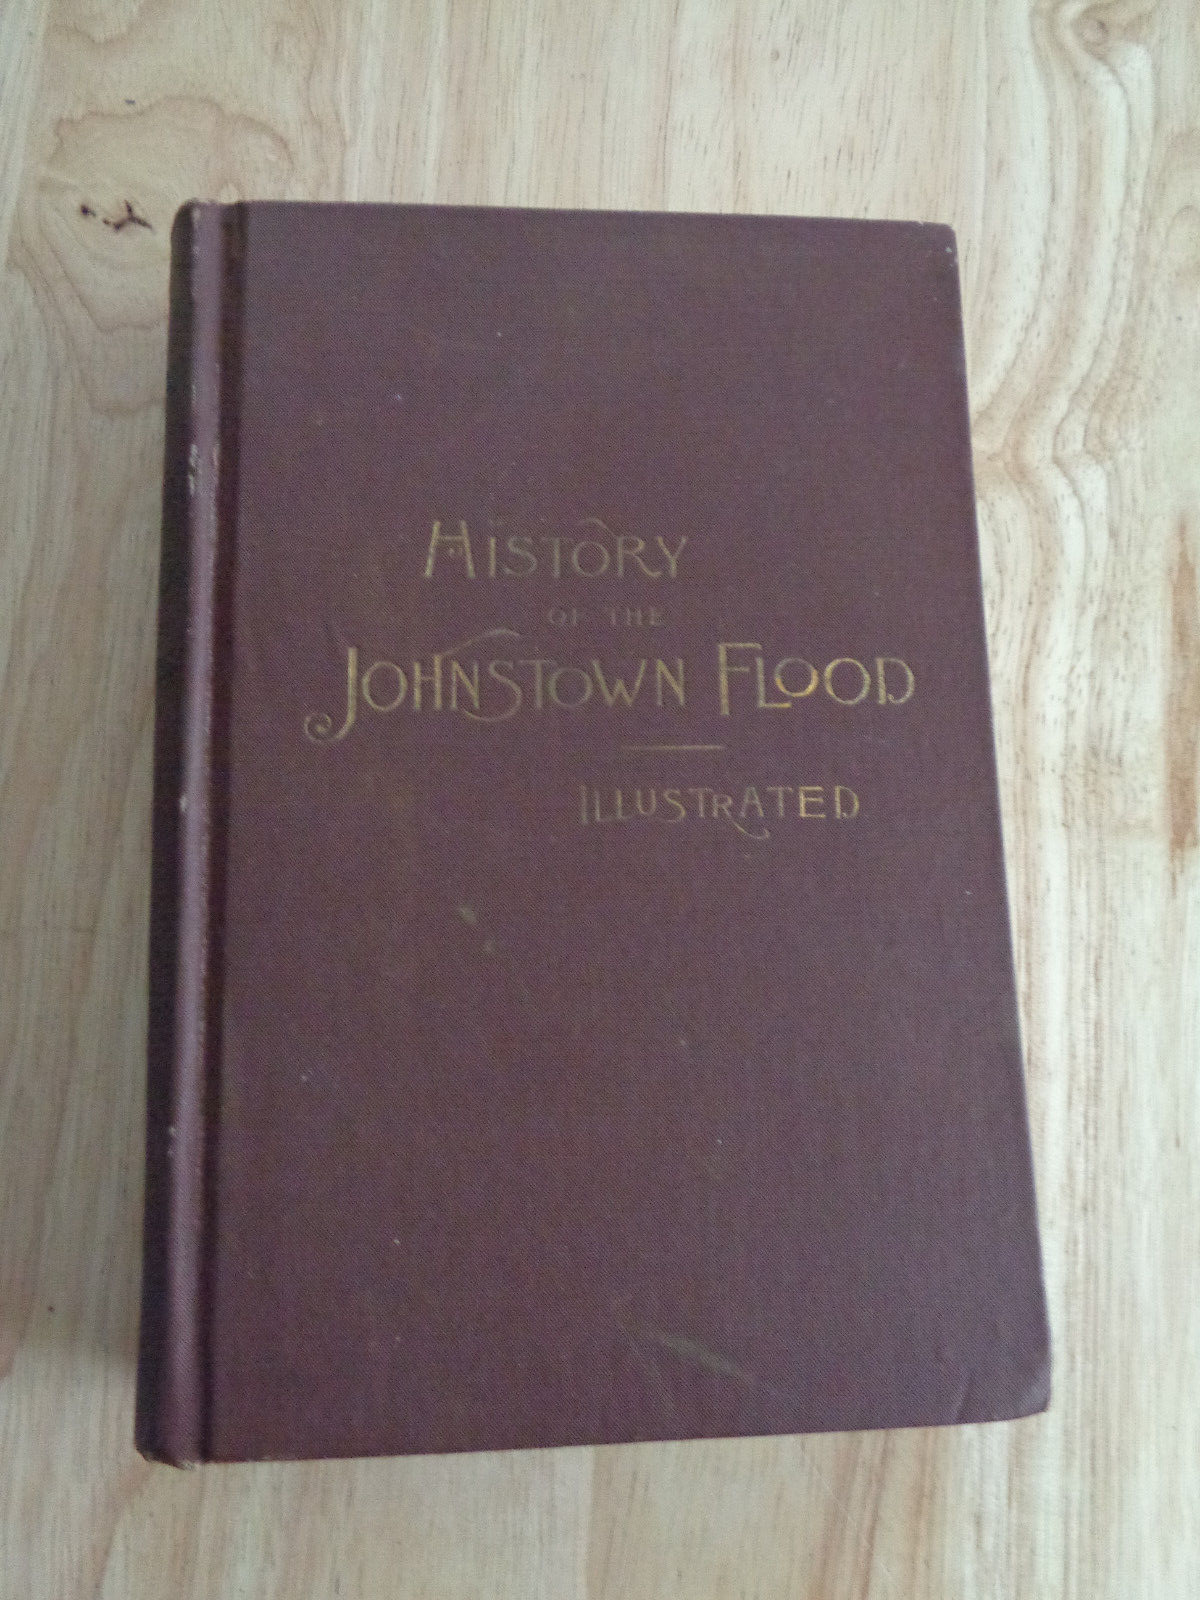 HISTORY
OF THE
JOHNSTOWN FLOOD
ILLUSTRATED